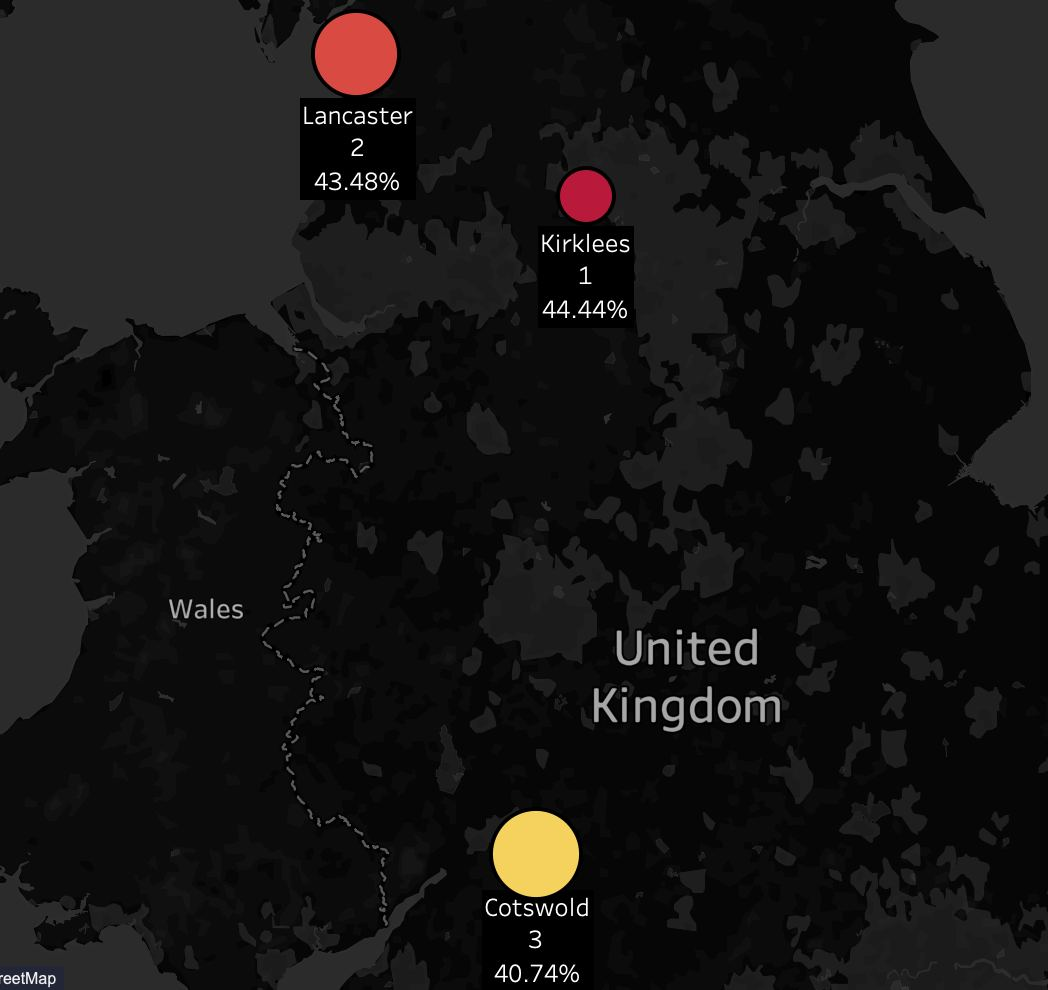 Lancaster
2
43.48%
Kirklees
1
44.44%
Wales
United
Kingdom
Cotswold
3
40.74%
reetMap